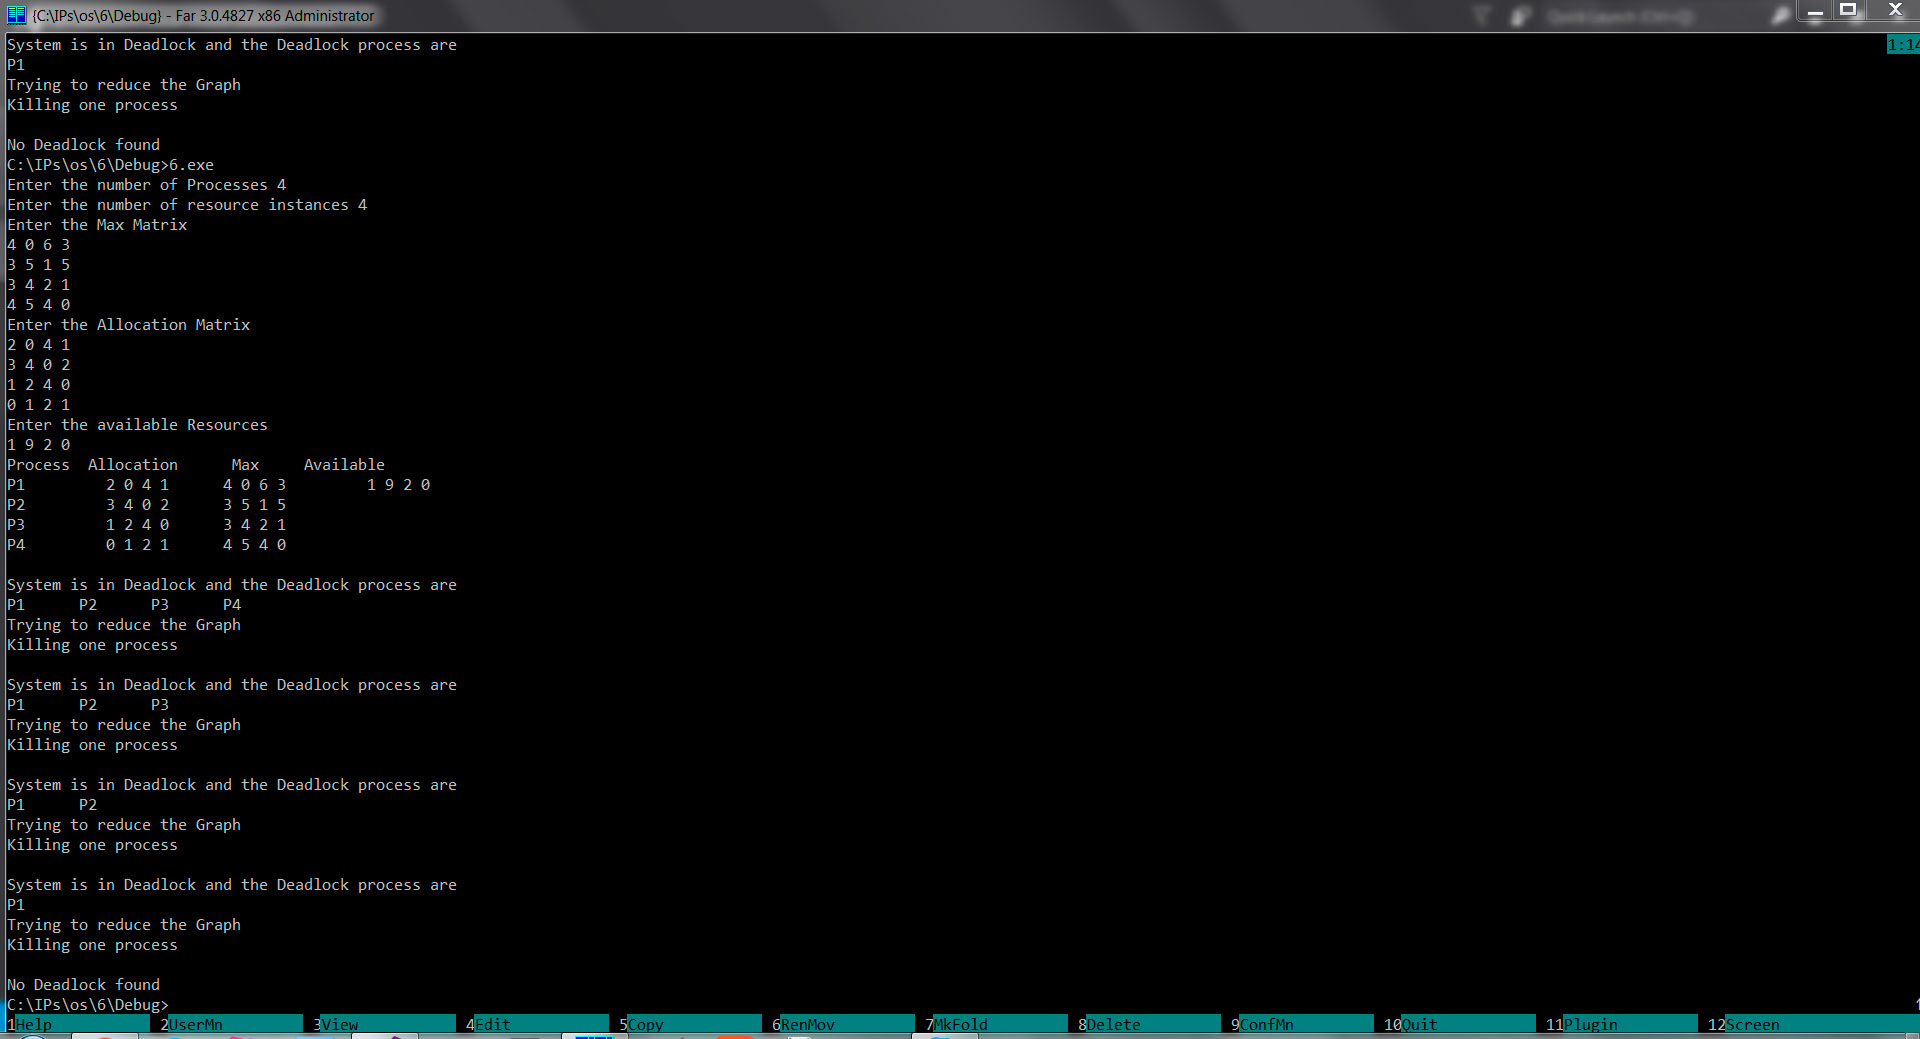 {C:\IPs\os\6\Debug} - Far 3.0.4827 x86 Administrator
Quick Launch (Ctrl+Q)
System is in Deadlock and the Deadlock process are
1:14
P1
Trying to reduce the Graph
Killing one process
No Deadlock found
C:\IPs\os\6\Debug>6.exe
Enter the number of Processes 4
Enter the number of resource instances 4
Enter the Max Matrix
4 0 6 3
3 5 1 5
3 4 2 1
4 5 4 0
Enter the Allocation Matrix
2 0 4 1
3 4 0 2
1 2 4 0
0 1 2 1
Enter the available Resources
1 9 2 0
Process  Allocation      Max     Available
P1         2 0 4 1      4 0 6 3         1 9 2 0
P2         3 4 0 2      3 5 1 5
P3         1 2 4 0      3 4 2 1
P4         0 1 2 1      4 5 4 0
System is in Deadlock and the Deadlock process are
P1      P2      P3      P4
Trying to reduce the Graph
Killing one process
System is in Deadlock and the Deadlock process are
P1      P2      P3
Trying to reduce the Graph
Killing one process
System is in Deadlock and the Deadlock process are
P1      P2
Trying to reduce the Graph
Killing one process
System is in Deadlock and the Deadlock process are
P1
Trying to reduce the Graph
Killing one process
No Deadlock found
C:\IPs\os\6\Debug>
1Help 2UserMn 3View 4Edit 5Copy 6RenMov 7MkFold 8Delete 9ConfMn 10Quit 11Plugin 12Screen